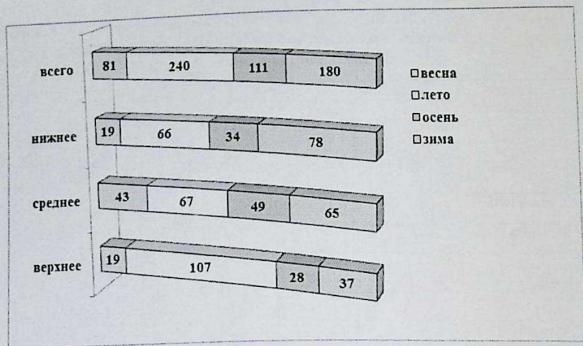 всего 81 240 111 180
нижнее 19 66 34 78
среднее 43 67 49 65
верхнее 19 107 28 37
весна
лето
осень
зима